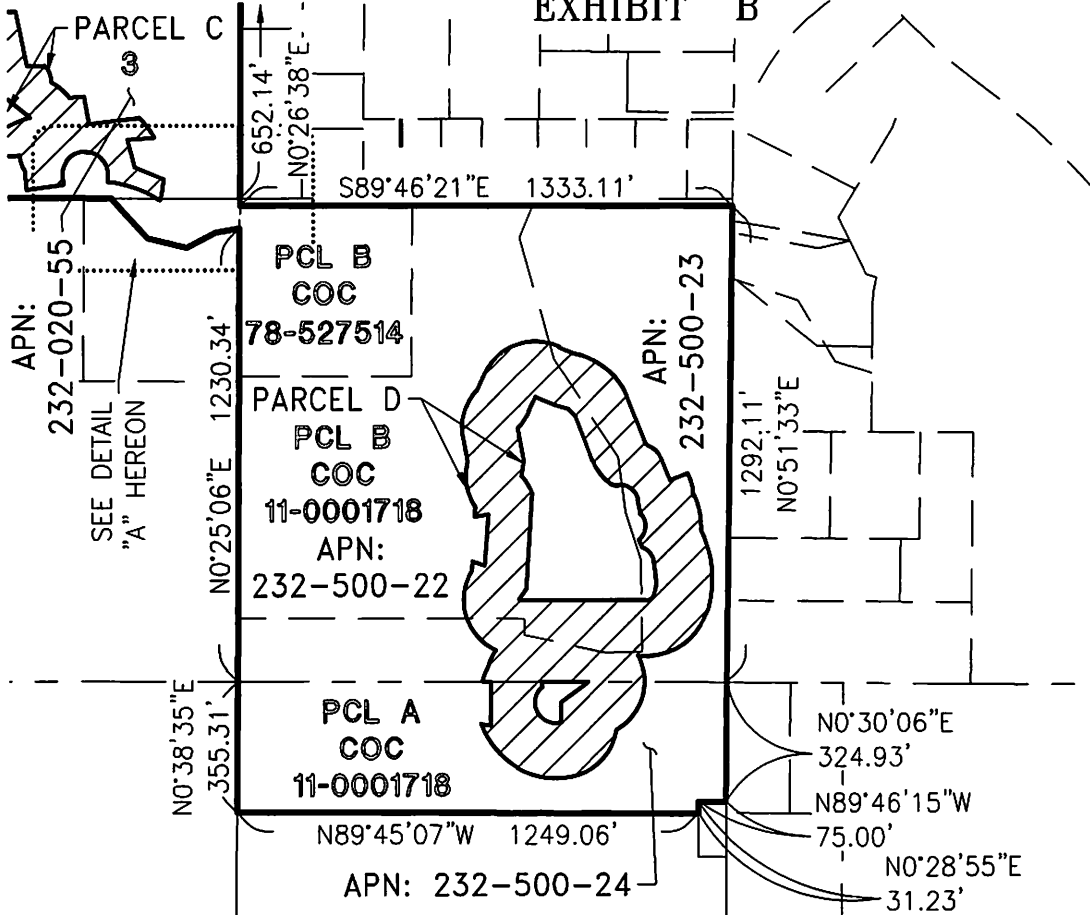 EXHIBIT "B"
PARCEL C
3
652.14'
N0°26'38"E
S89°46'21"E 1333.11'
APN:
232-020-55
SEE DETAIL
"A" HEREON
PCL B
COC
78-527514
N0°25'06"E 1230.34'
PARCEL D
PCL B
COC
11-0001718
APN:
232-500-22
APN:
232-500-23
1292.11'
N0°51'33"E
N0°38'35"E
355.31'
PCL A
COC
11-0001718
N0°30'06"E
324.93'
N89°46'15"W
75.00'
N89°45'07"W 1249.06'
N0°28'55"E
31.23'
APN: 232-500-24